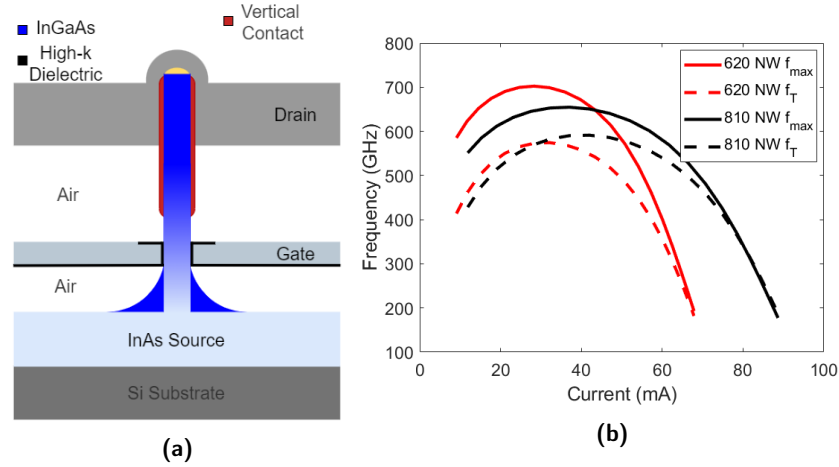 InGaAs
High-k
Dielectric
Vertical
Contact
Drain
Air
Gate
Air
InAs Source
Si Substrate
(a)
800
700
600
500
400
300
200
100
Frequency (GHz)
620 NW f_max
620 NW f_T
810 NW f_max
810 NW f_T
0 20 40 60 80 100
Current (mA)
(b)